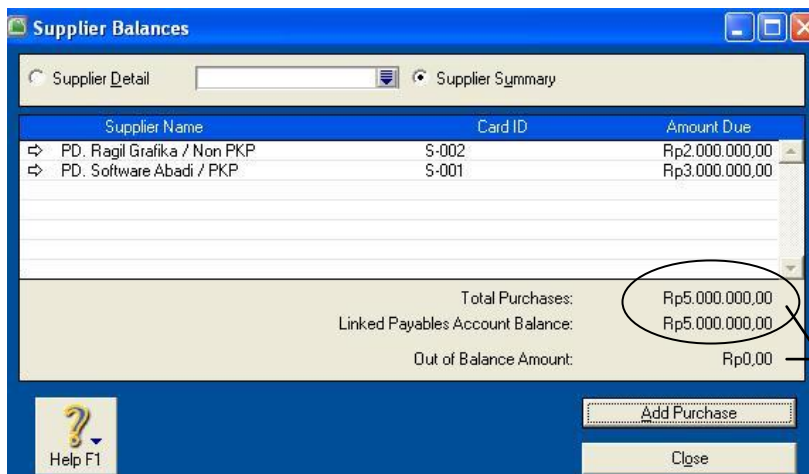 Supplier Balances
Supplier Detail Supplier Summary
Supplier Name Card ID Amount Due
PD. Ragil Grafika / Non PKP S-002 Rp2.000.000,00
PD. Software Abadi / PKP S-001 Rp3.000.000,00
Total Purchases: Rp5.000.000,00
Linked Payables Account Balance: Rp5.000.000,00
Out of Balance Amount: Rp0,00
Add Purchase
Help F1
Close